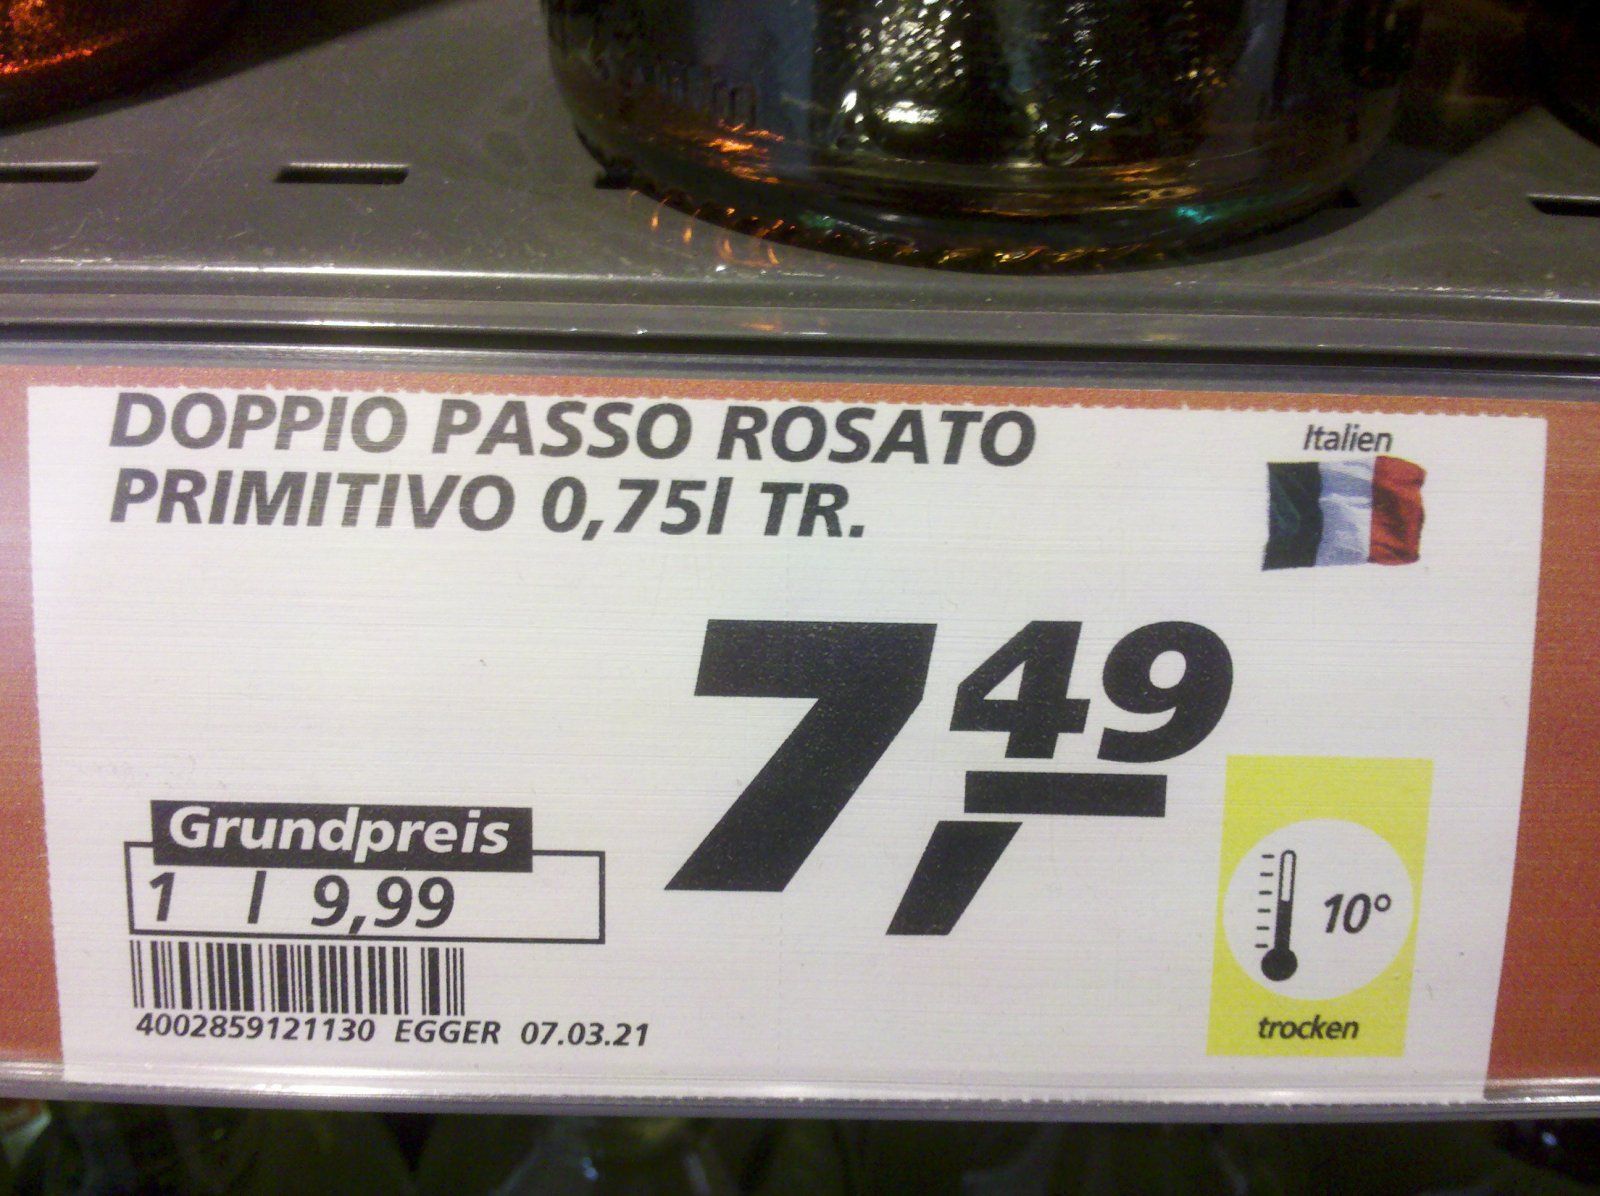 DOPPIO PASSO ROSATO
PRIMITIVO 0,75l TR.
Italien
7,49
Grundpreis
1 l 9,99
10°
trocken
4002859121130 EGGER 07.03.21